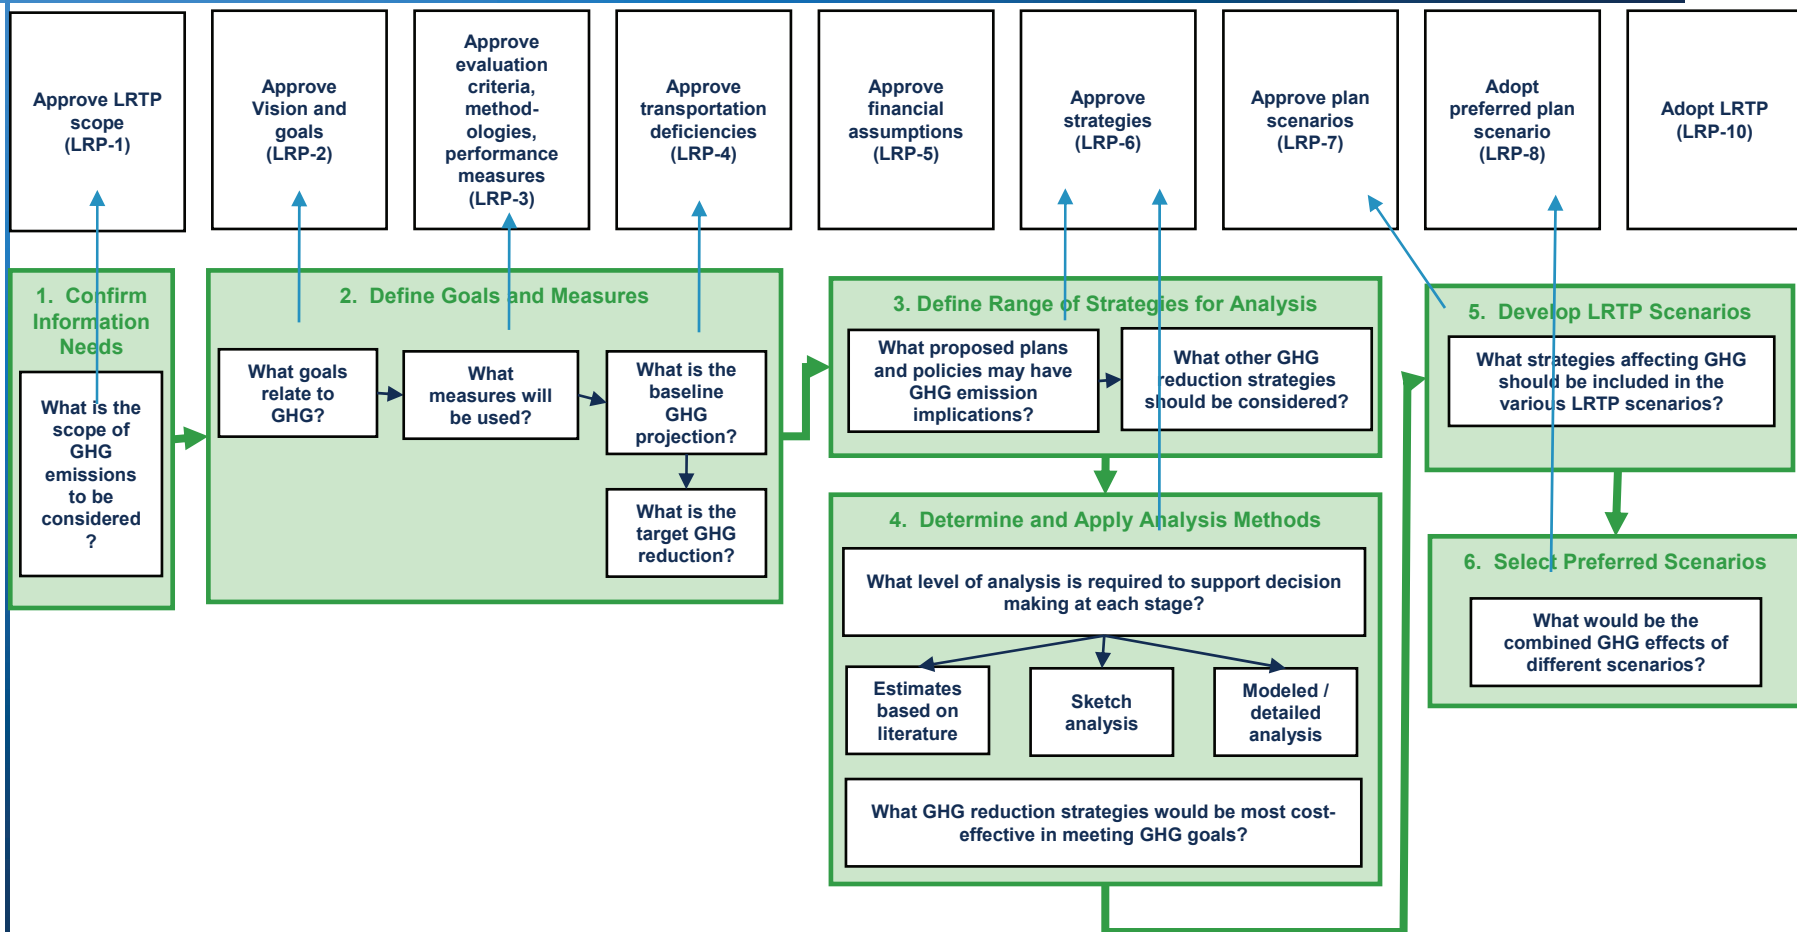 Approve LRTP
scope
(LRP-1)
Approve
Vision and
goals
(LRP-2)
Approve
evaluation
criteria,
method-
ologies,
performance
measures
(LRP-3)
Approve
transportation
deficiencies
(LRP-4)
Approve
financial
assumptions
(LRP-5)
Approve
strategies
(LRP-6)
Approve plan
scenarios
(LRP-7)
Adopt
preferred plan
scenario
(LRP-8)
Adopt LRTP
(LRP-10)
1. Confirm
Information
Needs
What is the
scope of
GHG
emissions
to be
considered
?
2. Define Goals and Measures
What goals
relate to
GHG?
What
measures will
be used?
What is the
baseline
GHG
projection?
What is the
target GHG
reduction?
3. Define Range of Strategies for Analysis
What proposed plans
and policies may have
GHG emission
implications?
What other GHG
reduction strategies
should be considered?
4. Determine and Apply Analysis Methods
What level of analysis is required to support decision
making at each stage?
Estimates
based on
literature
Sketch
analysis
Modeled /
detailed
analysis
What GHG reduction strategies would be most cost-
effective in meeting GHG goals?
5. Develop LRTP Scenarios
What strategies affecting GHG
should be included in the
various LRTP scenarios?
6. Select Preferred Scenarios
What would be the
combined GHG effects of
different scenarios?